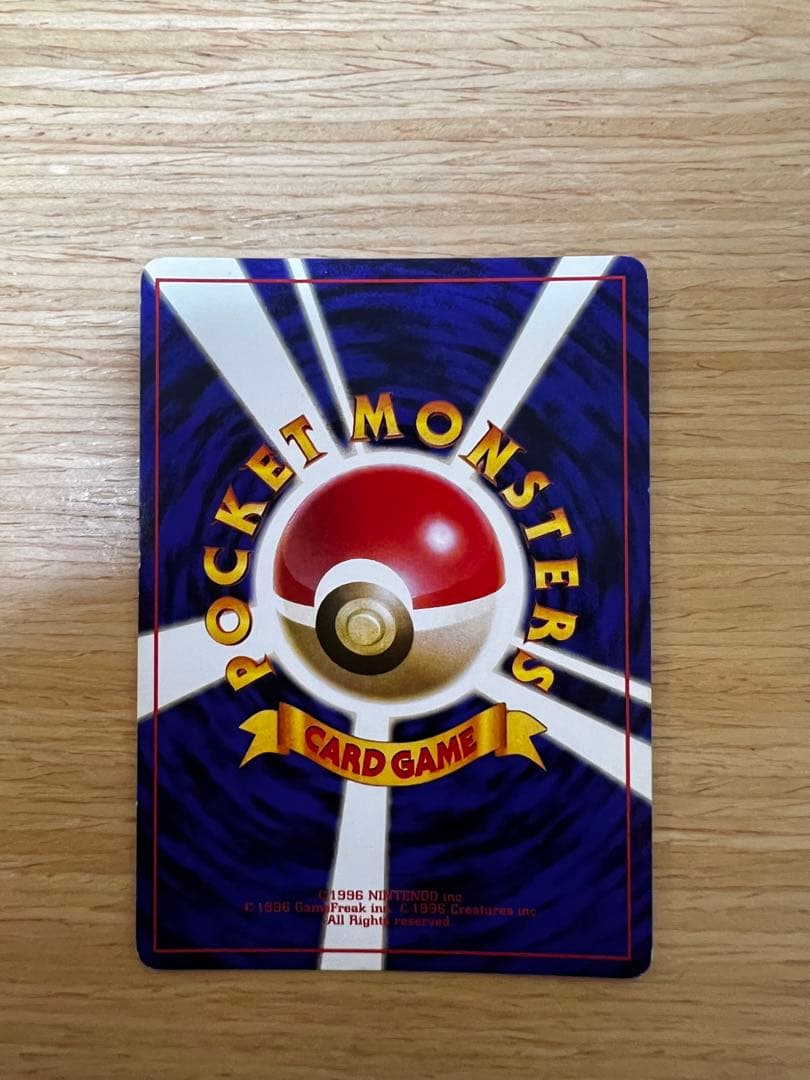 POCKET MONSTERS
CARD GAME
©1996 NINTENDO inc.
©1996 GameFreak inc. ©1996 Creatures inc.
All Rights reserved